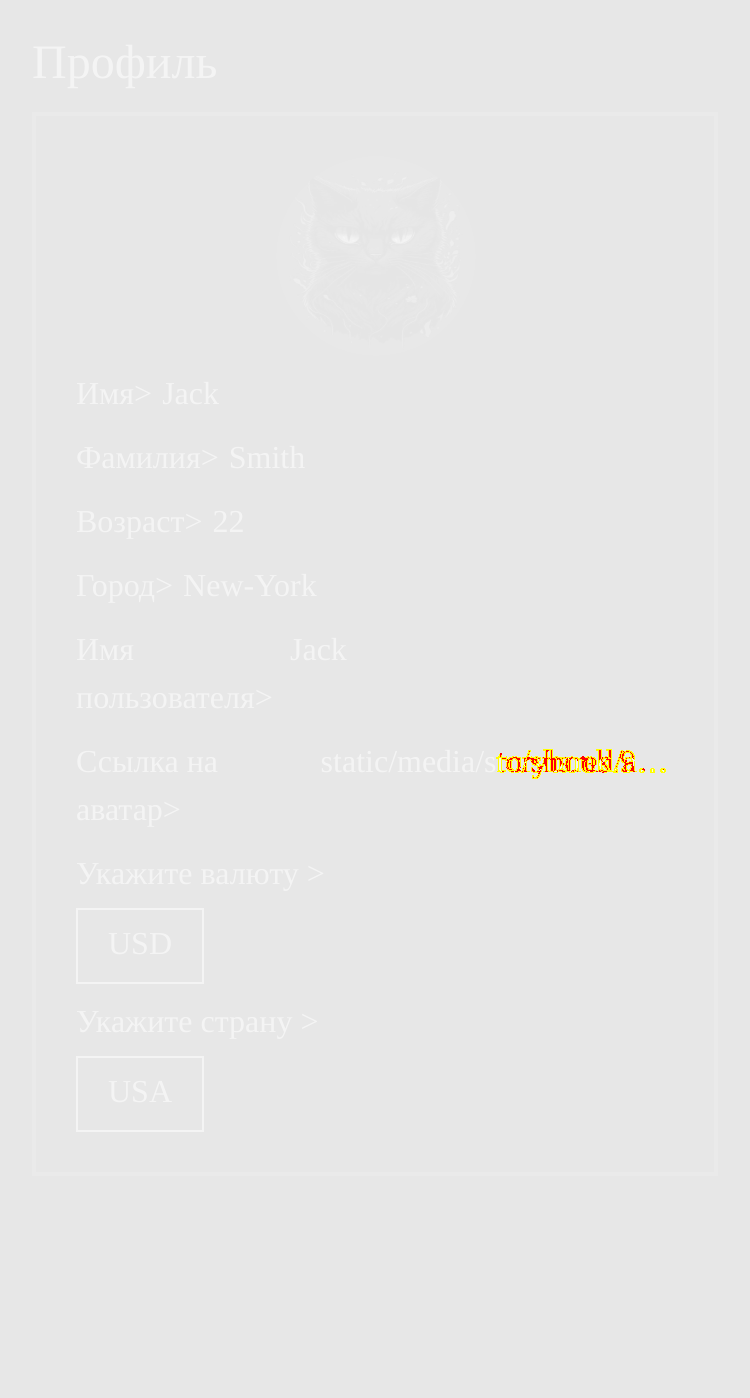 Профиль
Имя> Jack
Фамилия> Smith
Возраст> 22
Город> New-York
Имя Jack
пользователя>
Ссылка на static/media/s
аватар>
Укажите валюту >
USD
Укажите страну >
USA